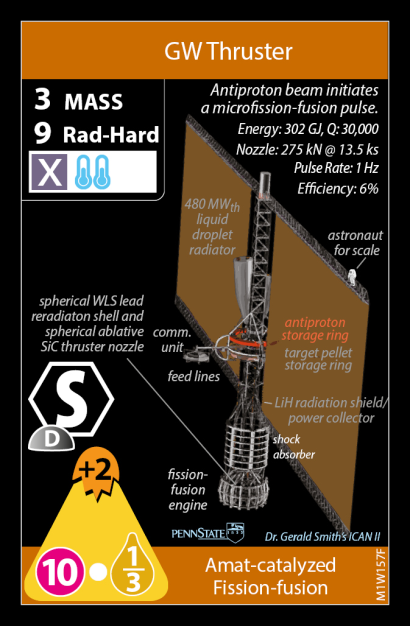 GW Thruster
3 MASS
9 Rad-Hard
X
Antiproton beam initiates
a microfission-fusion pulse.
Energy: 302 GJ, Q: 30,000
Nozzle: 275 kN @ 13.5 ks
Pulse Rate: 1 Hz
Efficiency: 6%
480 MWth
liquid
droplet
radiator
astronaut
for scale
spherical WLS lead
reradiaton shell and
spherical ablative
SiC thruster nozzle
comm.
unit
antiproton
storage ring
target pellet
storage ring
feed lines
LiH radiation shield/
power collector
S
D
shock
absorber
+2
fission-
fusion
engine
PENNSTATE
1855
Dr. Gerald Smith's ICAN II
10
1
3
Amat-catalyzed
Fission-fusion
M1W157F